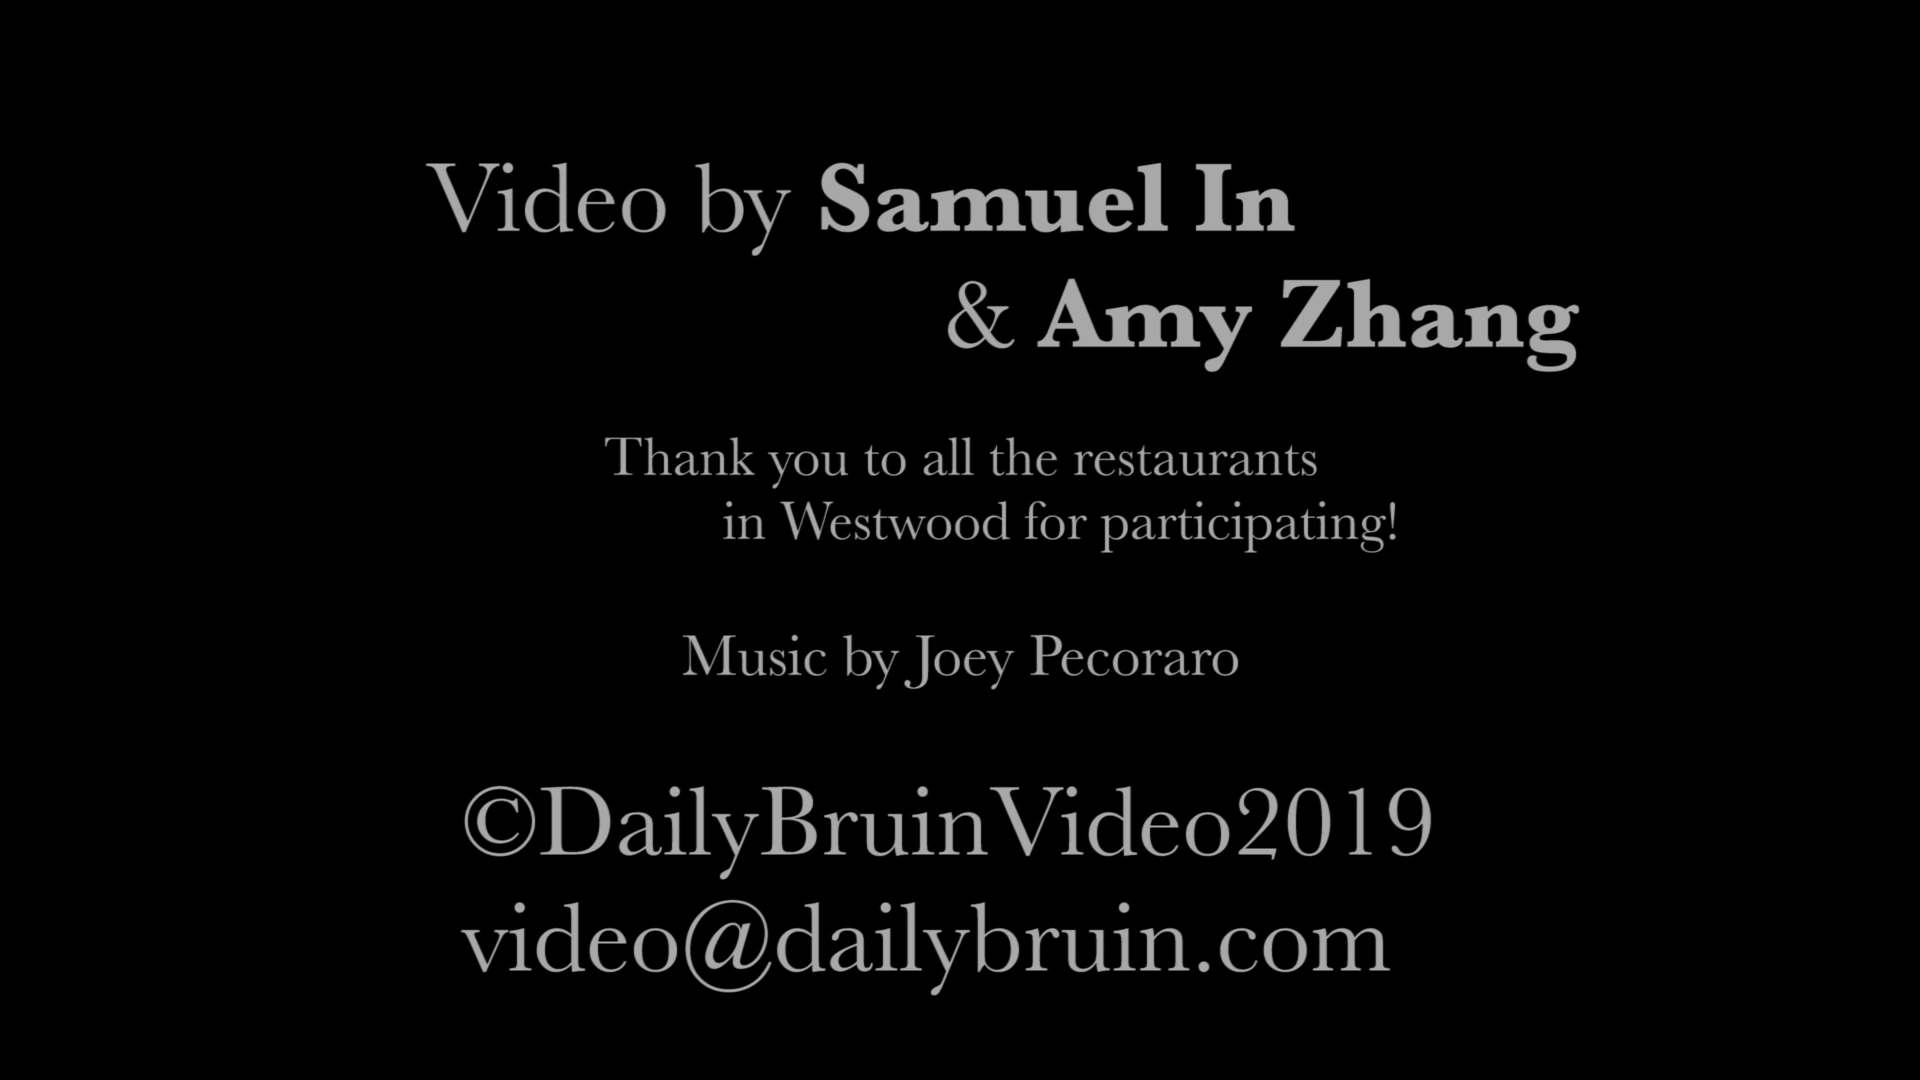 Video by Samuel In
& Amy Zhang
Thank you to all the restaurants
in Westwood for participating!
Music by Joey Pecoraro
©DailyBruinVideo2019
video@dailybruin.com